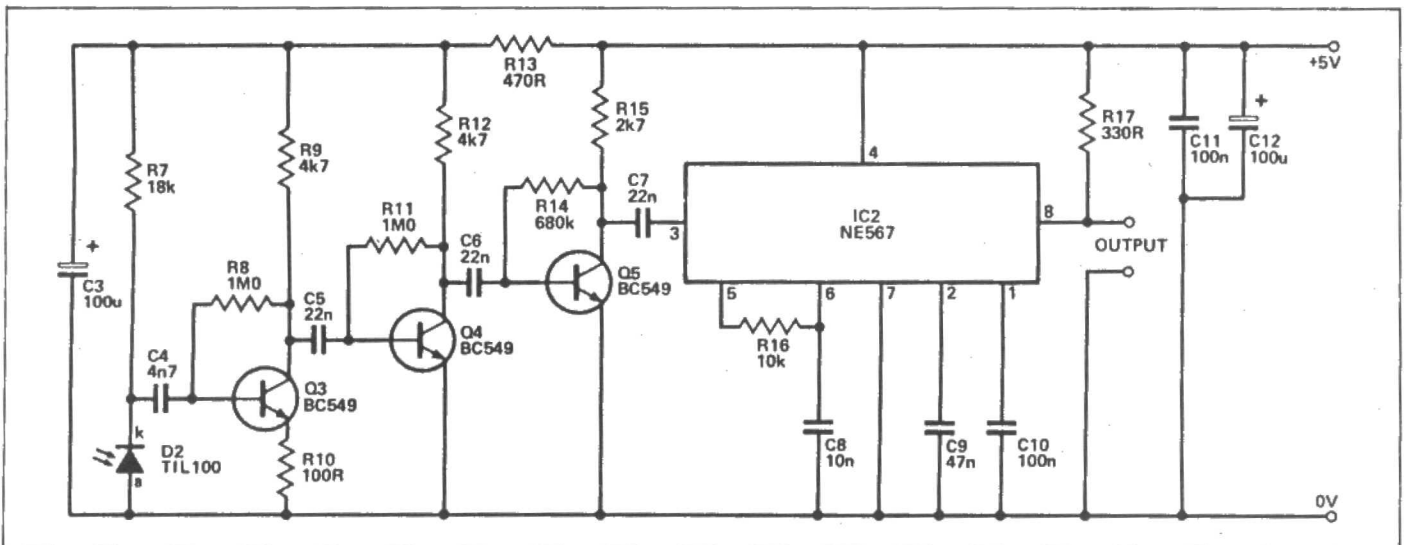 +5V
R13
470R
R15
2k7
R17
330R
C11
100n
+
C12
100u
R12
4k7
R9
4k7
R7
18k
4
C7
22n
R14
680k
IC2
NE567
3
8
OUTPUT
R11
1M0
C6
22n
Q5
BC549
+
C3
100u
R8
1M0
C5
22n
Q4
BC549
5
6
7
2
1
R16
10k
C4
4n7
Q3
BC549
k
D2
TIL100
a
R10
100R
C8
10n
C9
47n
C10
100n
0V